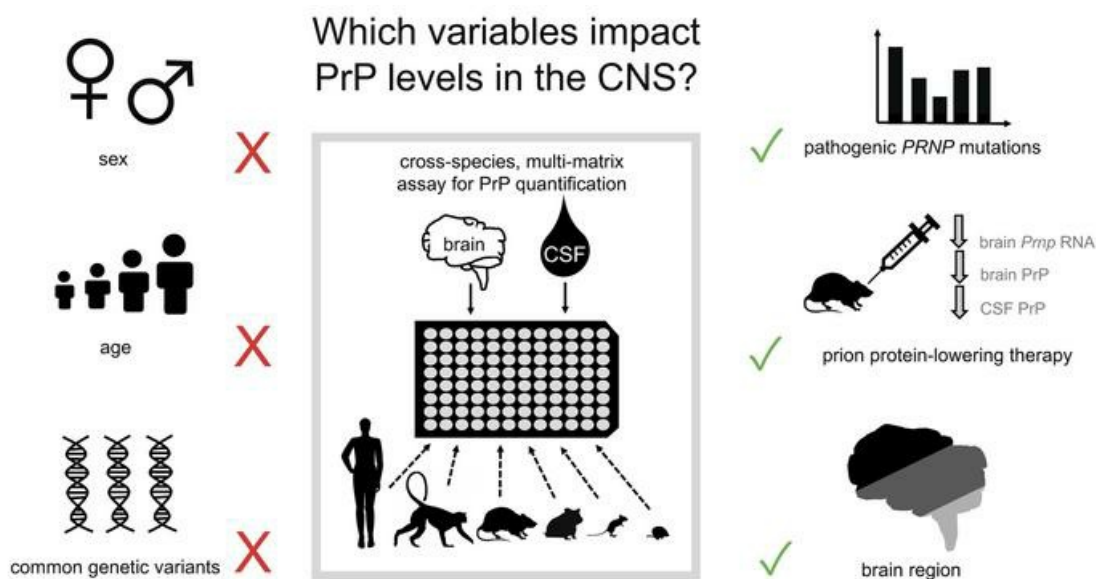 Which variables impact
PrP levels in the CNS?
sex
X
age
X
common genetic variants
X
cross-species, multi-matrix
assay for PrP quantification
brain
CSF
✓
pathogenic PRNP mutations
brain Prnp RNA
brain PrP
CSF PrP
✓
prion protein-lowering therapy
✓
brain region